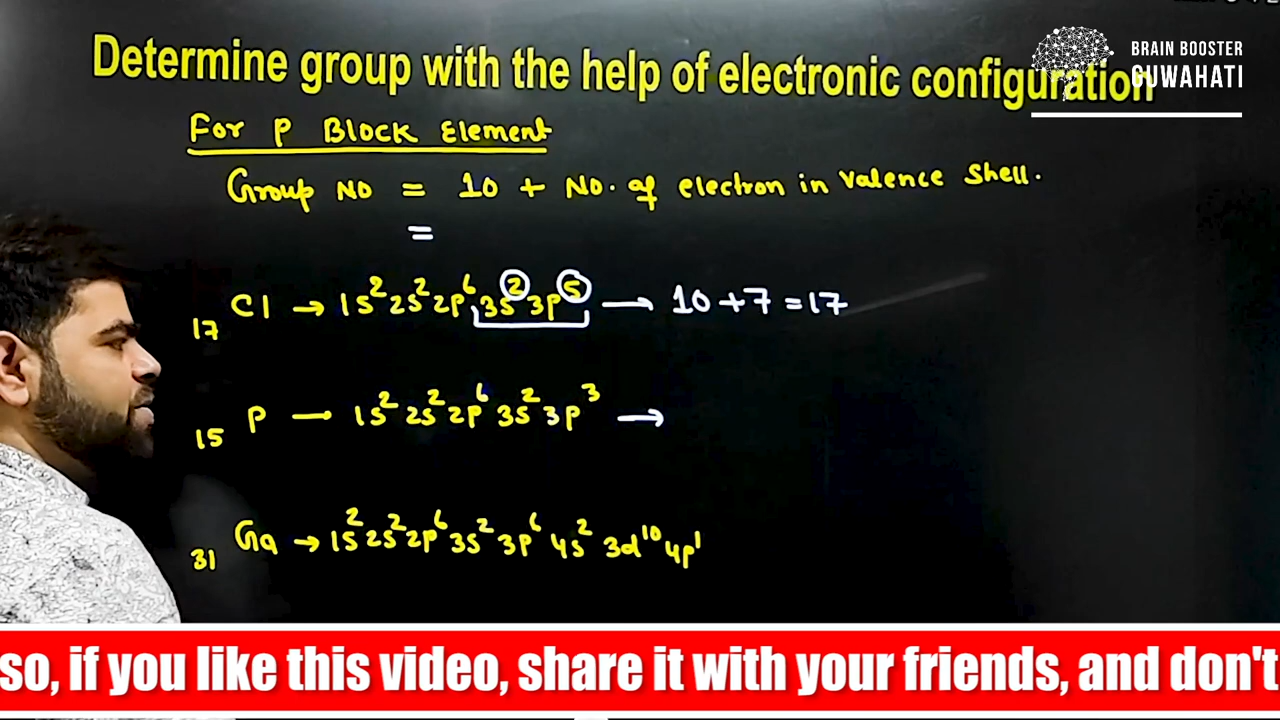 Determine group with the help of electronic configuration
BRAIN BOOSTER
GUWAHATI
For P Block Element
Group No = 10 + No. of electron in valence shell.
=
17 Cl → 1s² 2s² 2p⁶ 3s² 3p⁵ → 10 + 7 = 17
15 P — 1s² 2s² 2p⁶ 3s² 3p³ →
31 Ga → 1s² 2s² 2p⁶ 3s² 3p⁶ 4s² 3d¹⁰ 4p¹
so, if you like this video, share it with your friends, and don't